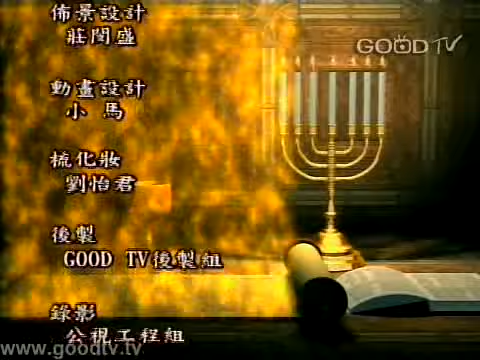 佈景設計
莊閔盛
GOOD TV
動畫設計
小馬
梳化妝
劉怡君
後製
GOOD TV後製組
錄影
公視工程組
www.goodtv.tv